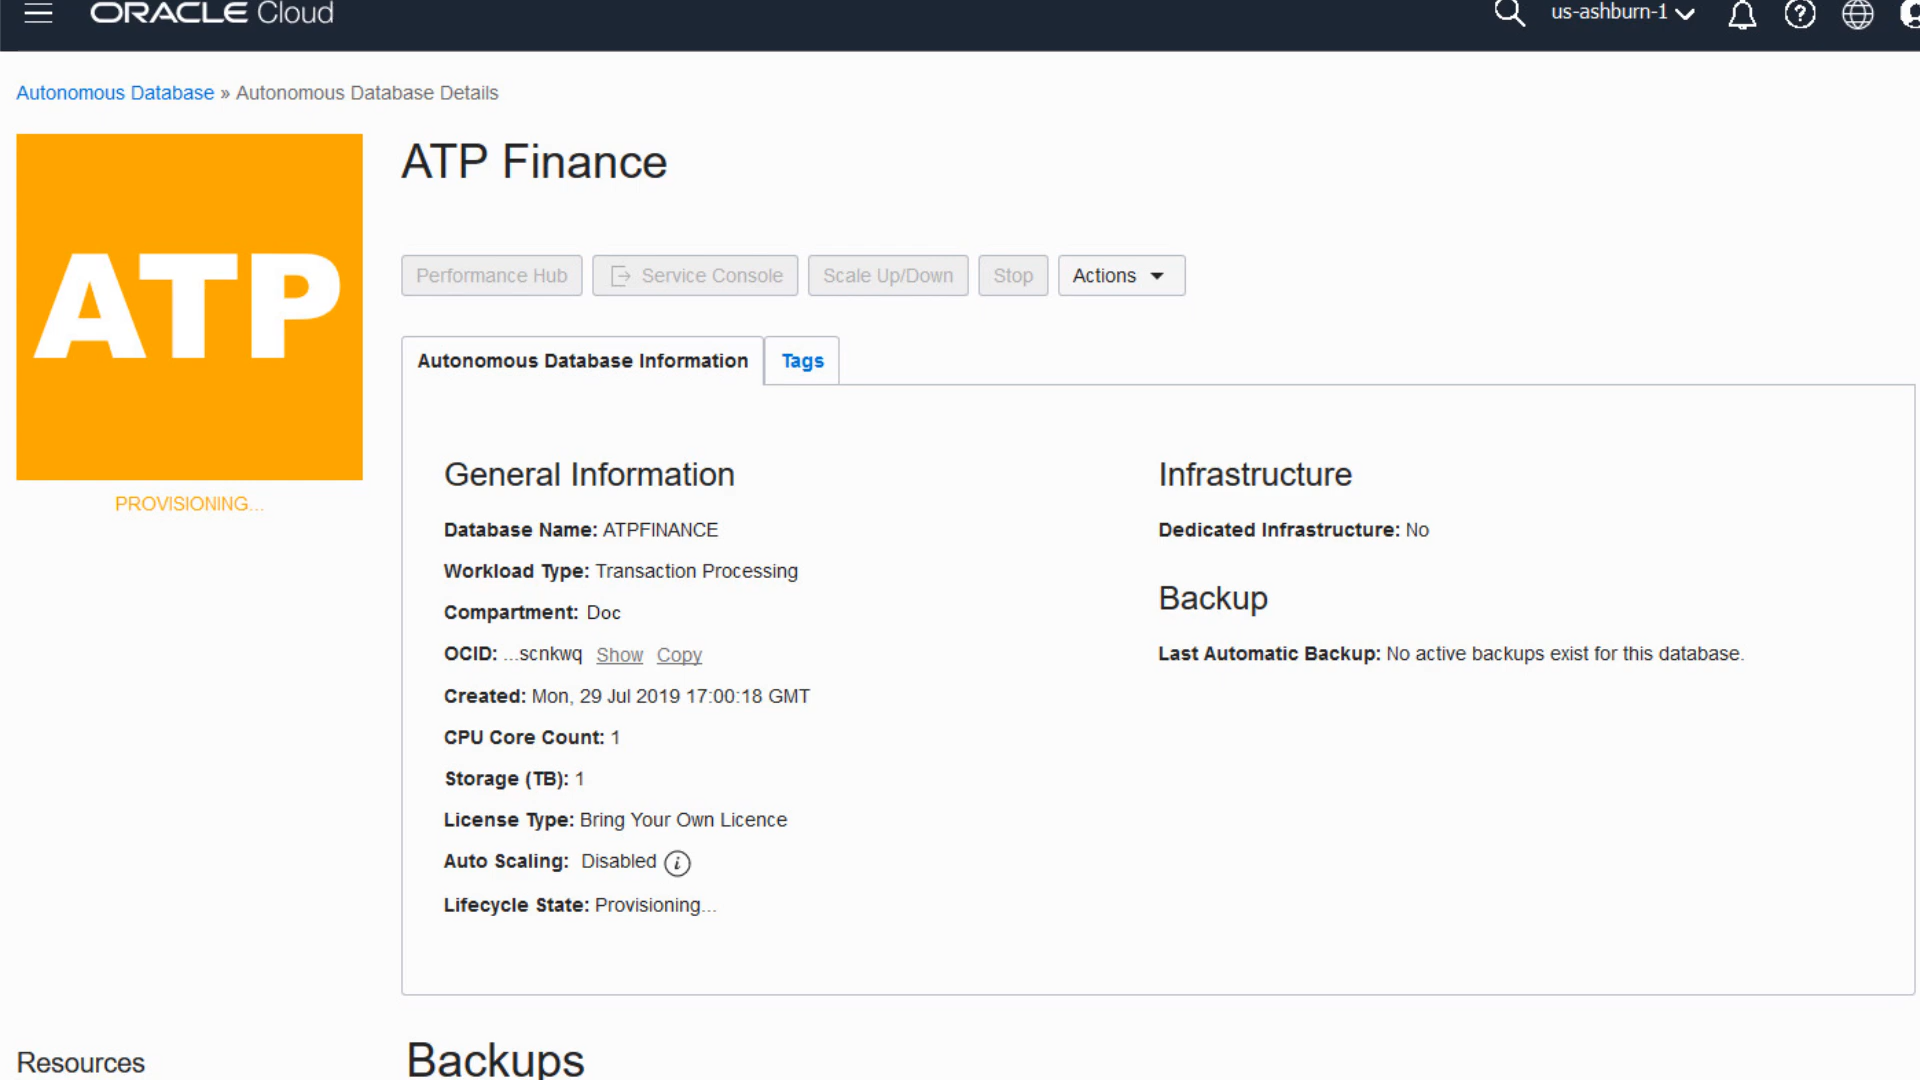 ORACLE Cloud
us-ashburn-1
Autonomous Database » Autonomous Database Details
ATP
PROVISIONING...
ATP Finance
Performance Hub
Service Console
Scale Up/Down
Stop
Actions
Autonomous Database Information
Tags
General Information
Database Name: ATPFINANCE
Workload Type: Transaction Processing
Compartment: Doc
OCID: ...scnkwq Show Copy
Created: Mon, 29 Jul 2019 17:00:18 GMT
CPU Core Count: 1
Storage (TB): 1
License Type: Bring Your Own Licence
Auto Scaling: Disabled
Lifecycle State: Provisioning...
Infrastructure
Dedicated Infrastructure: No
Backup
Last Automatic Backup: No active backups exist for this database.
Resources
Backups